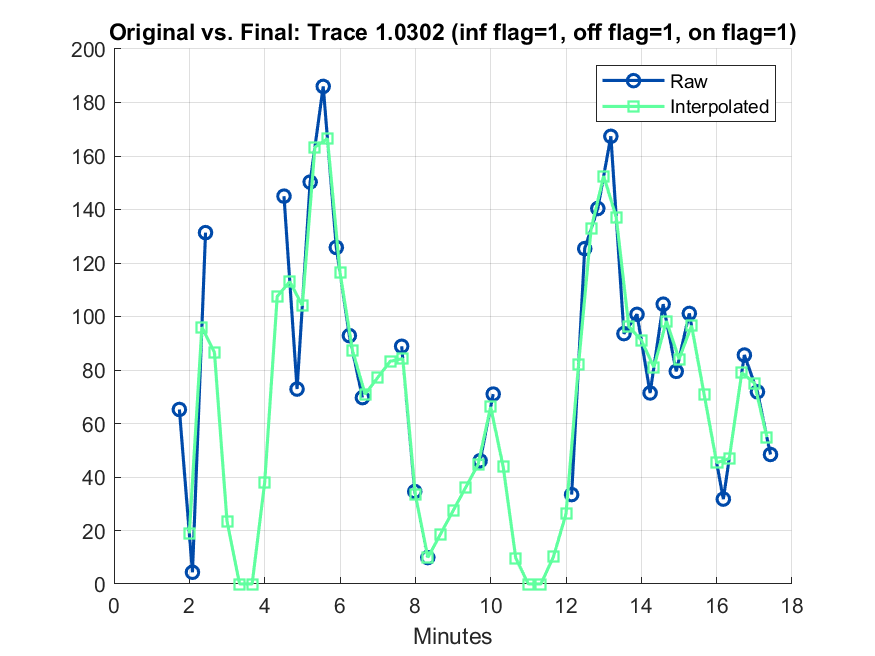 Original vs. Final: Trace 1.0302 (inf flag=1, off flag=1, on flag=1)
200
180
160
140
120
100
80
60
40
20
0
Raw
Interpolated
0 2 4 6 8 10 12 14 16 18
Minutes